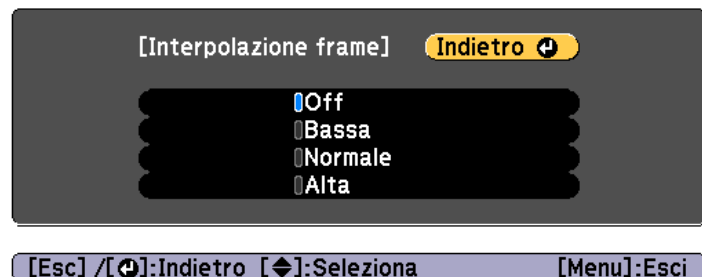 [Interpolazione frame] Indietro
Off
Bassa
Normale
Alta
[Esc] /[ ]:Indietro [ ]:Seleziona [Menu]:Esci